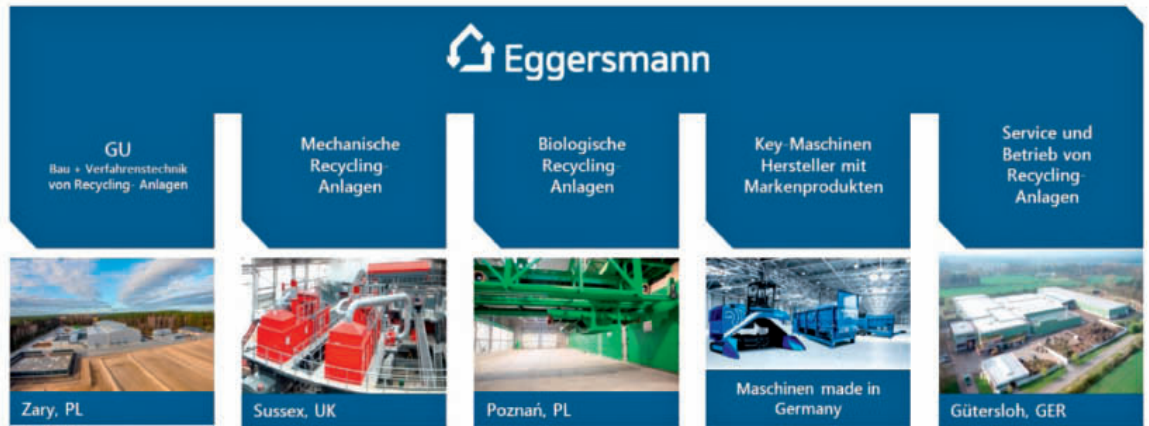 Eggersmann
GU
Bau + Verfahrenstechnik
von Recycling- Anlagen
Mechanische
Recycling-
Anlagen
Biologische
Recycling-
Anlagen
Key-Maschinen
Hersteller mit
Markenprodukten
Service und
Betrieb von
Recycling-
Anlagen
Zary, PL
Sussex, UK
Poznań, PL
Maschinen made in
Germany
Gütersloh, GER